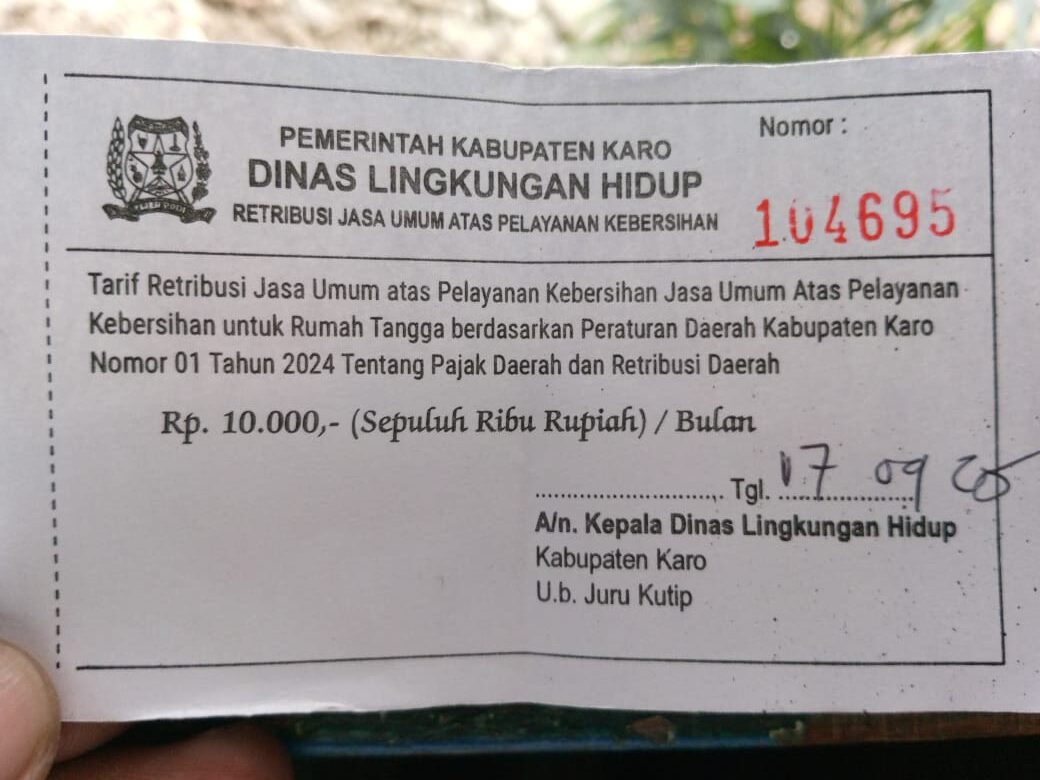 PEMERINTAH KABUPATEN KARO
DINAS LINGKUNGAN HIDUP
RETRIBUSI JASA UMUM ATAS PELAYANAN KEBERSIHAN
Nomor :
104695
Tarif Retribusi Jasa Umum atas Pelayanan Kebersihan Jasa Umum Atas Pelayanan
Kebersihan untuk Rumah Tangga berdasarkan Peraturan Daerah Kabupaten Karo
Nomor 01 Tahun 2024 Tentang Pajak Daerah dan Retribusi Daerah
Rp. 10.000,- (Sepuluh Ribu Rupiah) / Bulan
............................,. Tgl. 17 09 25
A/n. Kepala Dinas Lingkungan Hidup
Kabupaten Karo
U.b. Juru Kutip